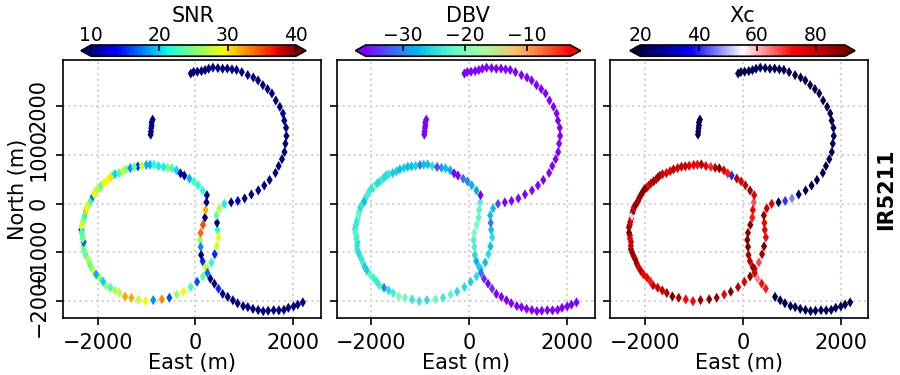 SNR DBV Xc
10 20 30 40 −30 −20 −10 20 40 60 80
North (m)
2000
1000
0
−1000
−2000
IR5211
−2000 0 2000 −2000 0 2000 −2000 0 2000
East (m) East (m) East (m)